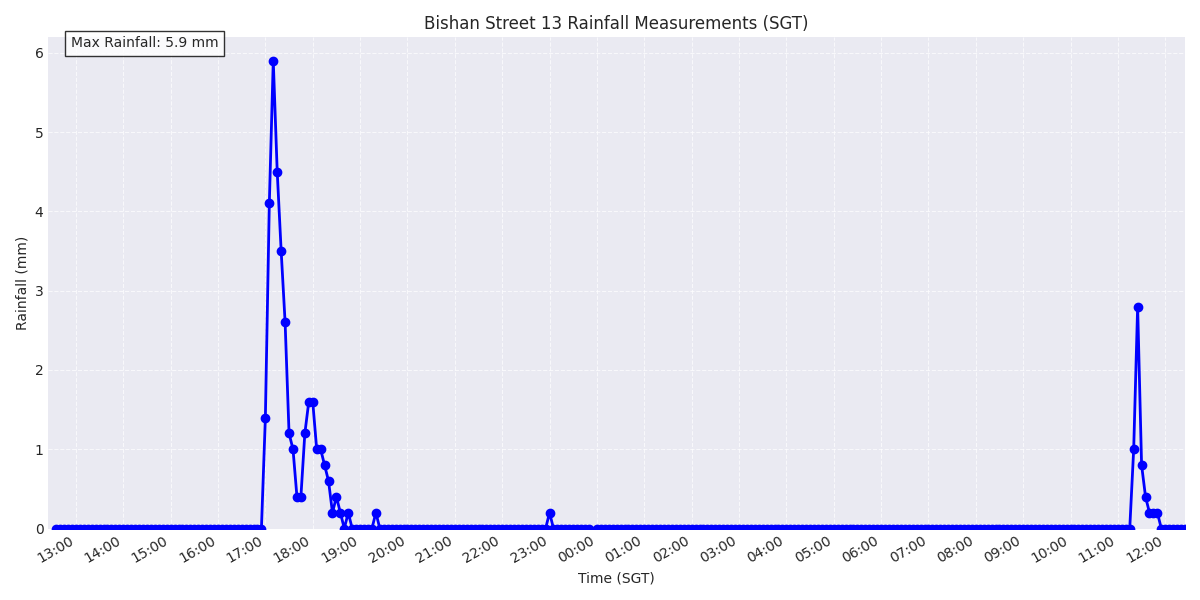 Bishan Street 13 Rainfall Measurements (SGT)
Max Rainfall: 5.9 mm
6
5
4
3
2
1
0
Rainfall (mm)
13:00 14:00 15:00 16:00 17:00 18:00 19:00 20:00 21:00 22:00 23:00 00:00 01:00 02:00 03:00 04:00 05:00 06:00 07:00 08:00 09:00 10:00 11:00 12:00
Time (SGT)